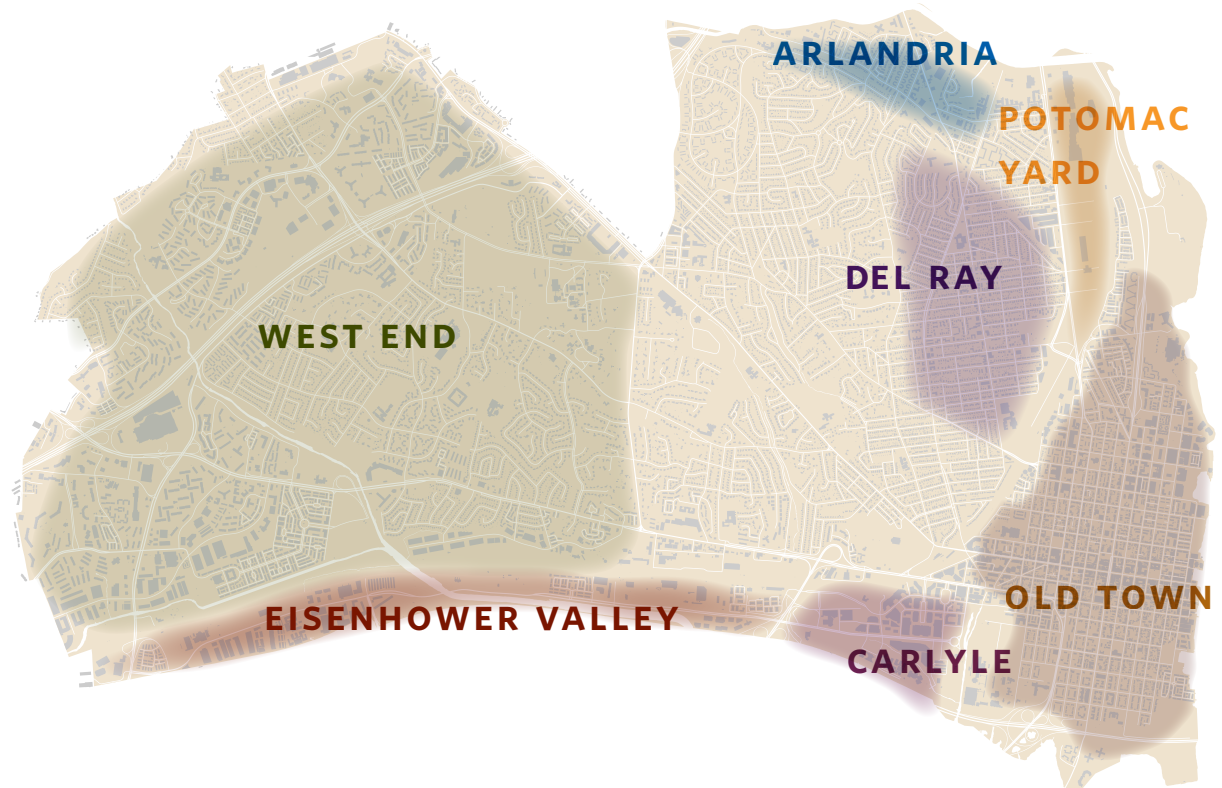 ARLANDRIA
POTOMAC
YARD
DEL RAY
WEST END
OLD TOWN
EISENHOWER VALLEY
CARLYLE